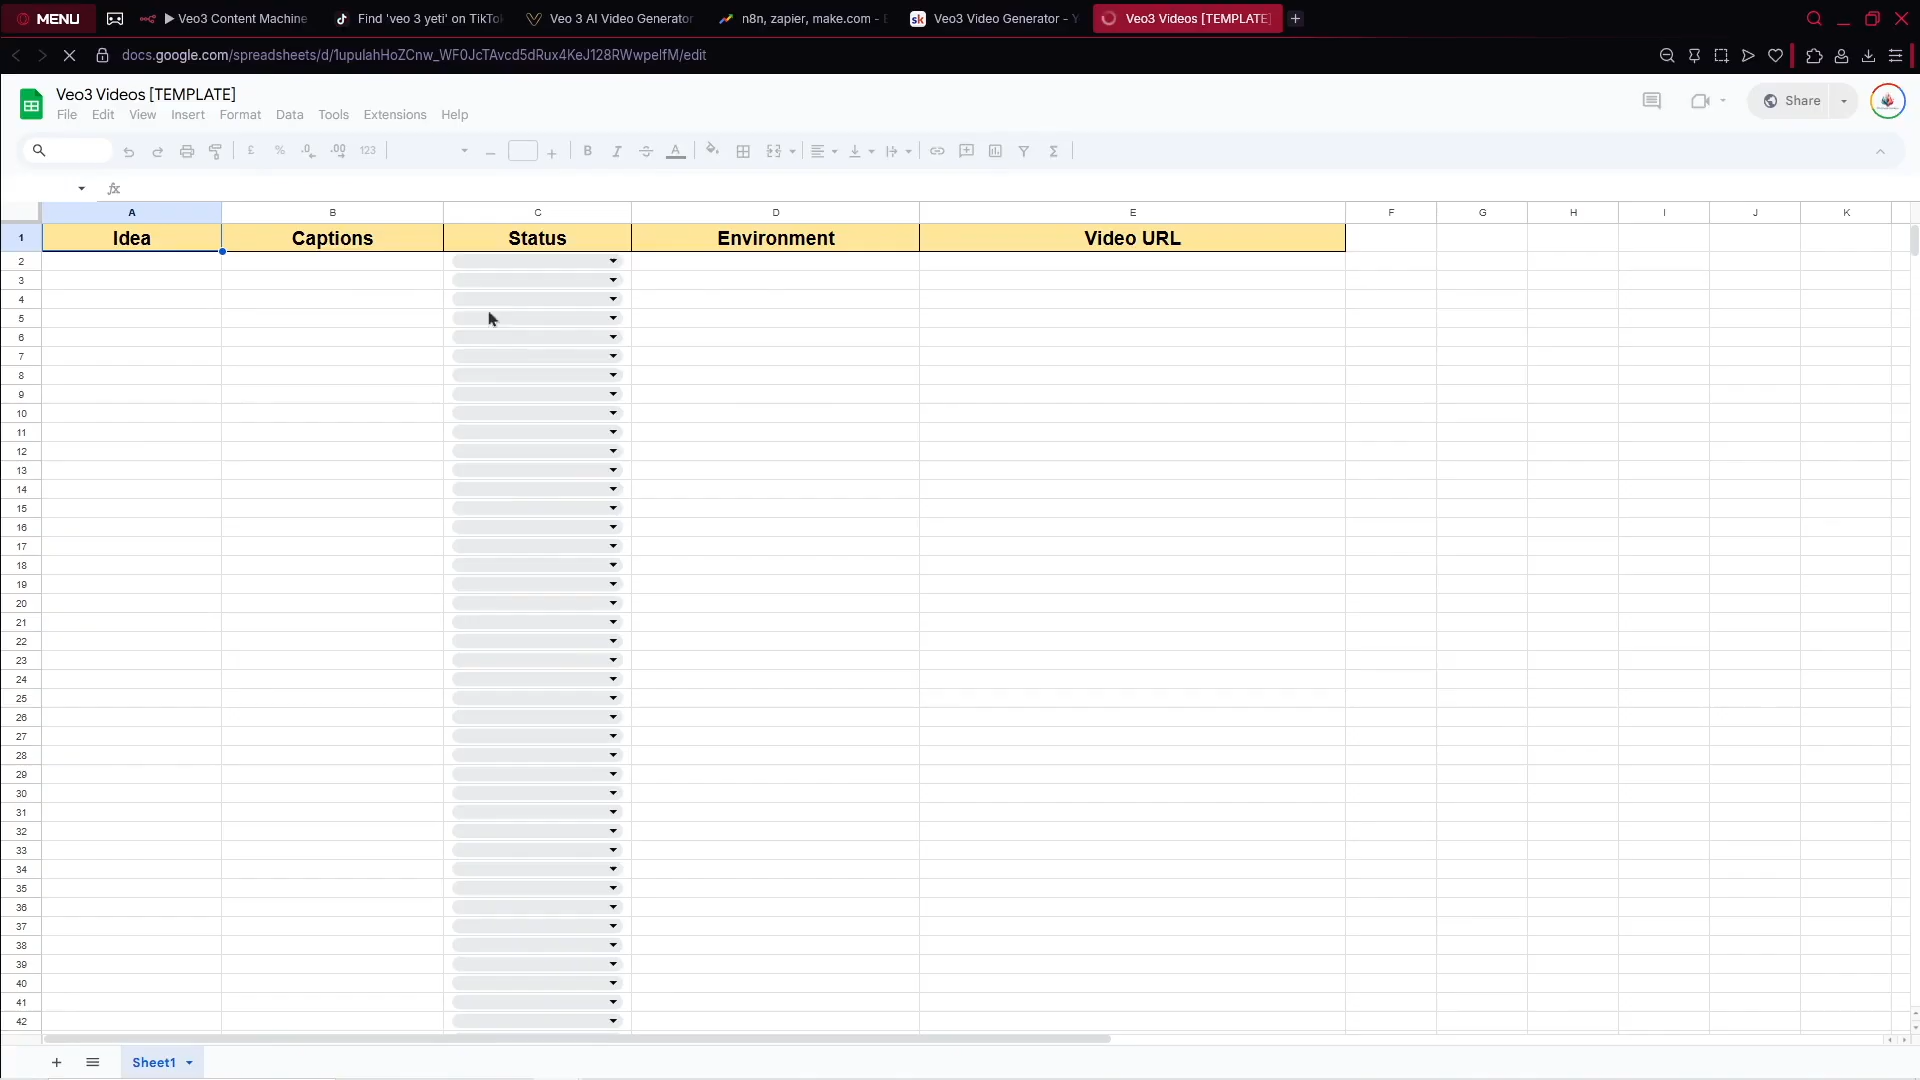 MENU
Veo3 Content Machine
Find 'veo 3 yeti' on TikTo
Veo 3 AI Video Generator
n8n, zapier, make.com - E
sk
Veo3 Video Generator - Y
Veo3 Videos [TEMPLATE]
docs.google.com/spreadsheets/d/1upulahHoZCnw_WF0JcTAvcd5dRux4KeJ128RWwpelfM/edit
Veo3 Videos [TEMPLATE]
File Edit View Insert Format Data Tools Extensions Help
Share
£ % .0 .00 123 B I S A Σ
fx
A B C D E F G H I J K
1 Idea Captions Status Environment Video URL
2
3
4
5
6
7
8
9
10
11
12
13
14
15
16
17
18
19
20
21
22
23
24
25
26
27
28
29
30
31
32
33
34
35
36
37
38
39
40
41
42
Sheet1